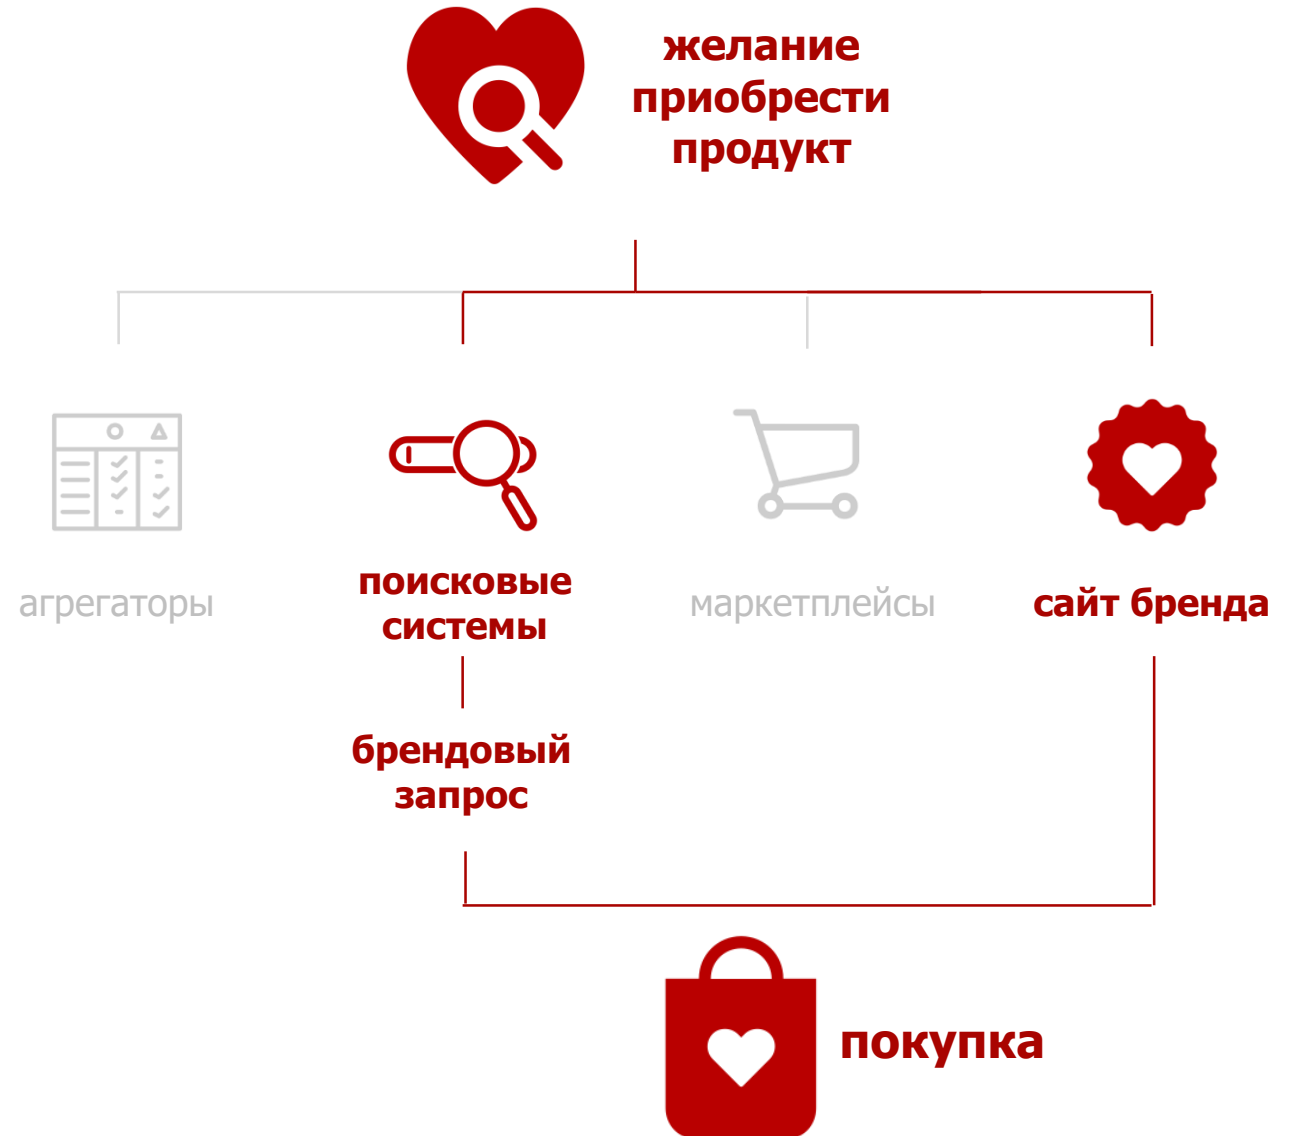 желание
приобрести
продукт
агрегаторы
поисковые
системы
маркетплейсы
сайт бренда
брендовый
запрос
покупка